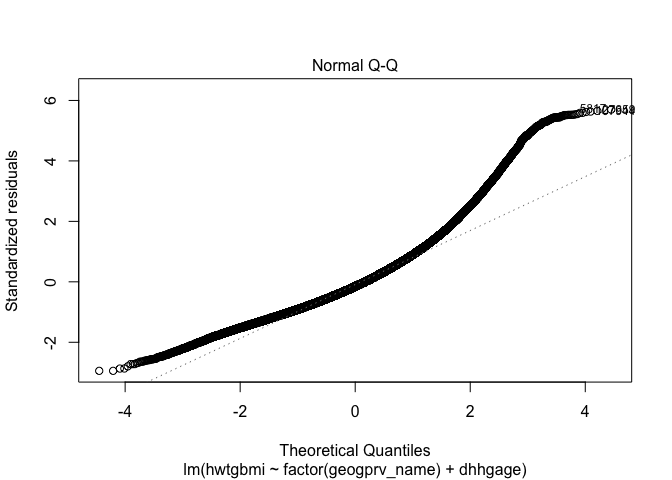 Normal Q-Q
Standardized residuals
6
4
2
0
-2
-4
-2
0
2
4
Theoretical Quantiles
lm(hwtgbmi ~ factor(geogprv_name) + dhhgage)